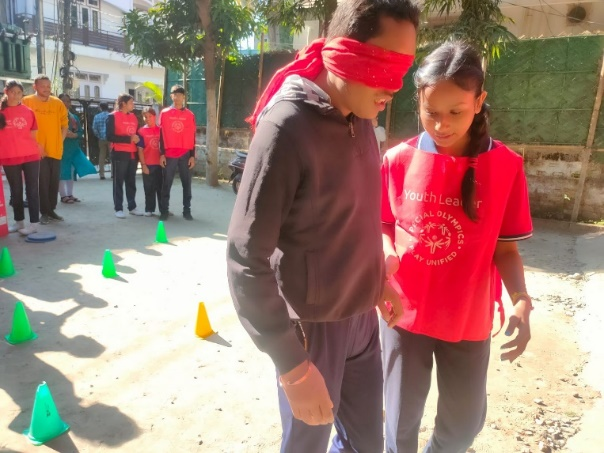 Youth Leader
SPECIAL OLYMPICS
PLAY UNIFIED